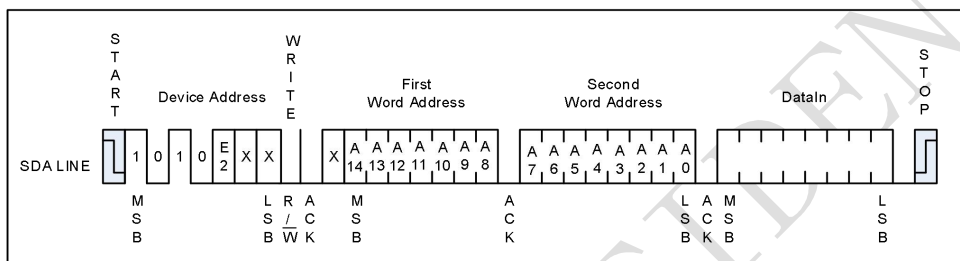 START
WRITE
STOP
Device Address
First
Word Address
Second
Word Address
DataIn
SDA LINE
1 0 1 0 E2 X X
X A14 A13 A12 A11 A10 A9 A8
A7 A6 A5 A4 A3 A2 A1 A0
MSB
LSB
R/W̅
ACK
MSB
ACK
LSB
ACK
MSB
LSB